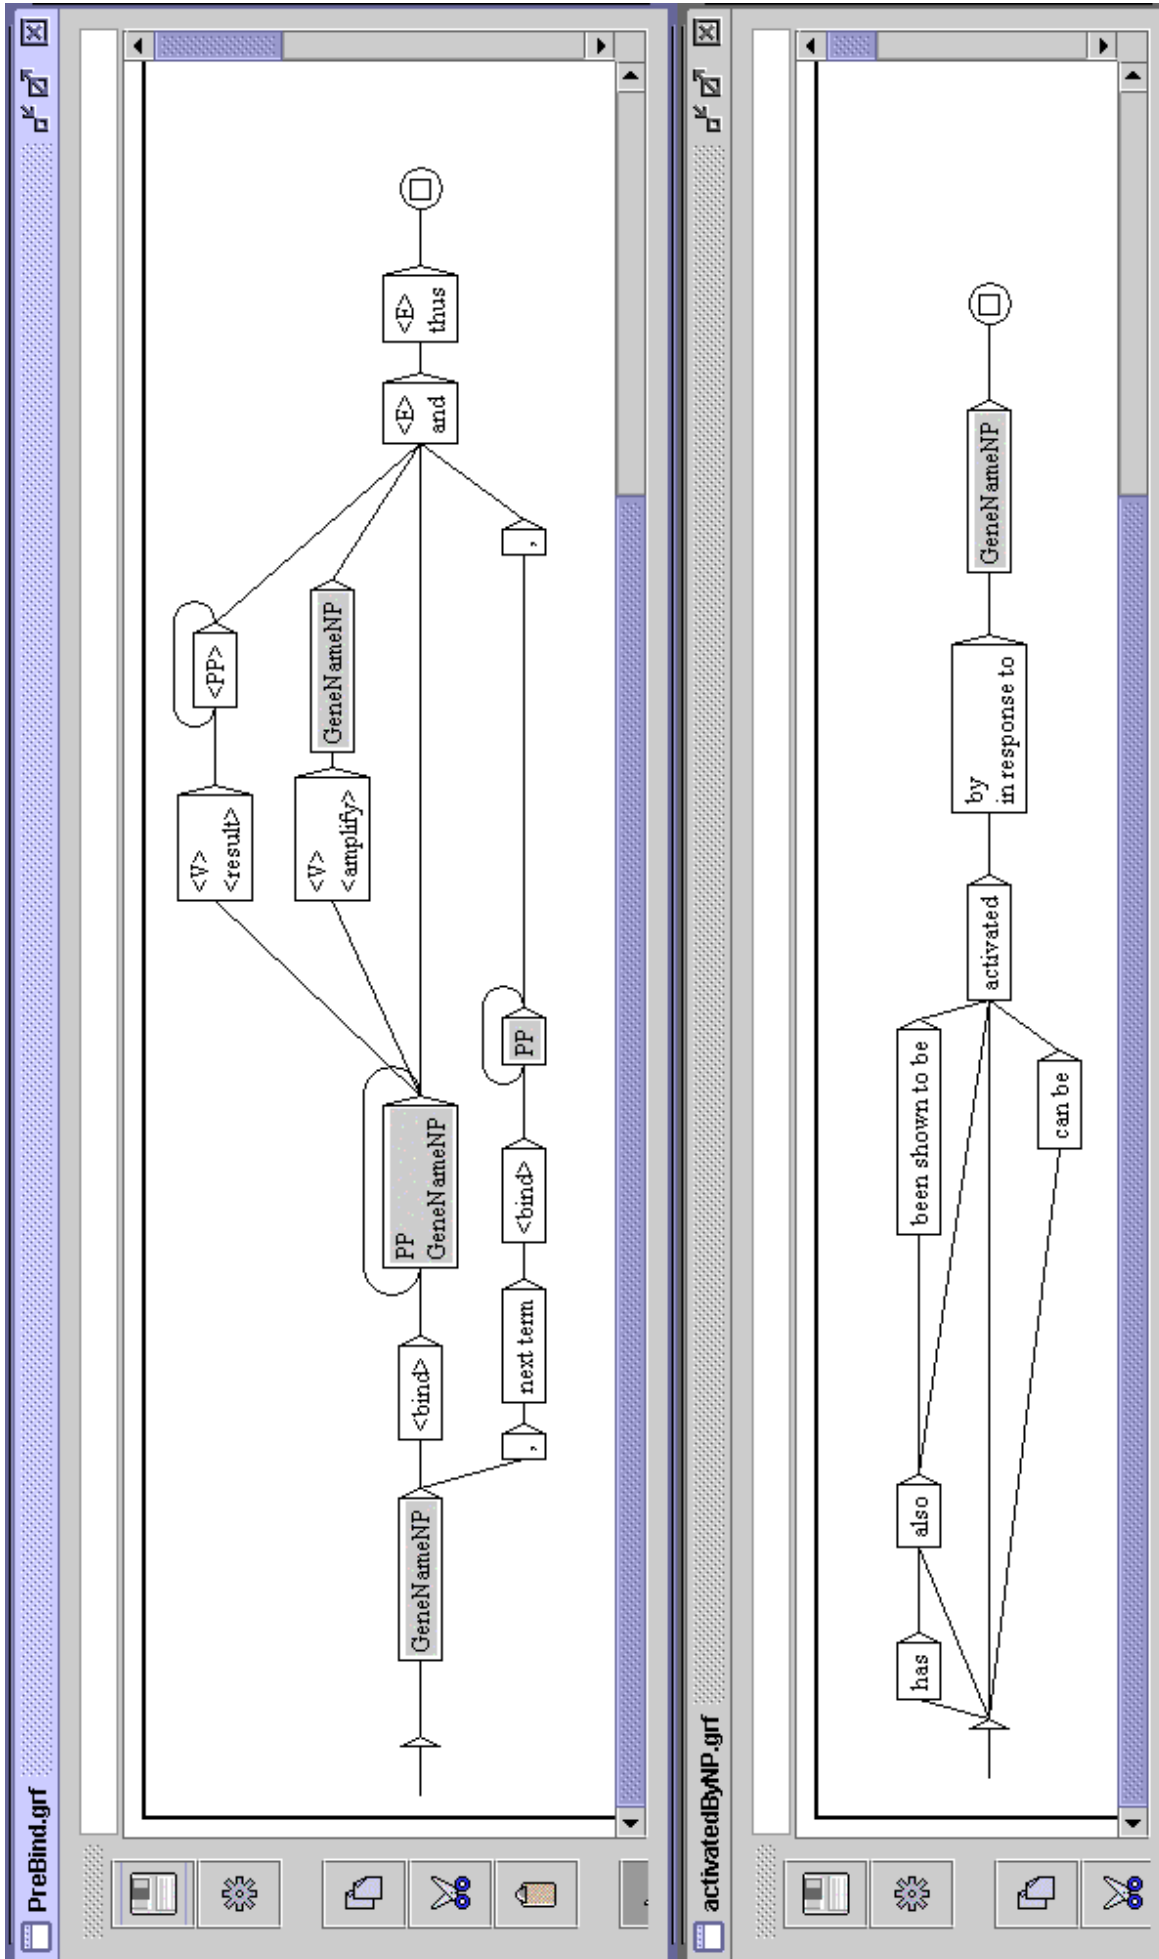 PreBind.grf
GeneNameNP
<bind>
PP
GeneNameNP
<V>
<result>
<PP>
<V>
<amplify>
GeneNameNP
,
next term
<bind>
PP
,
<E>
and
<E>
thus
activatedByNP.grf
has
also
been shown to be
can be
activated
by
in response to
GeneNameNP